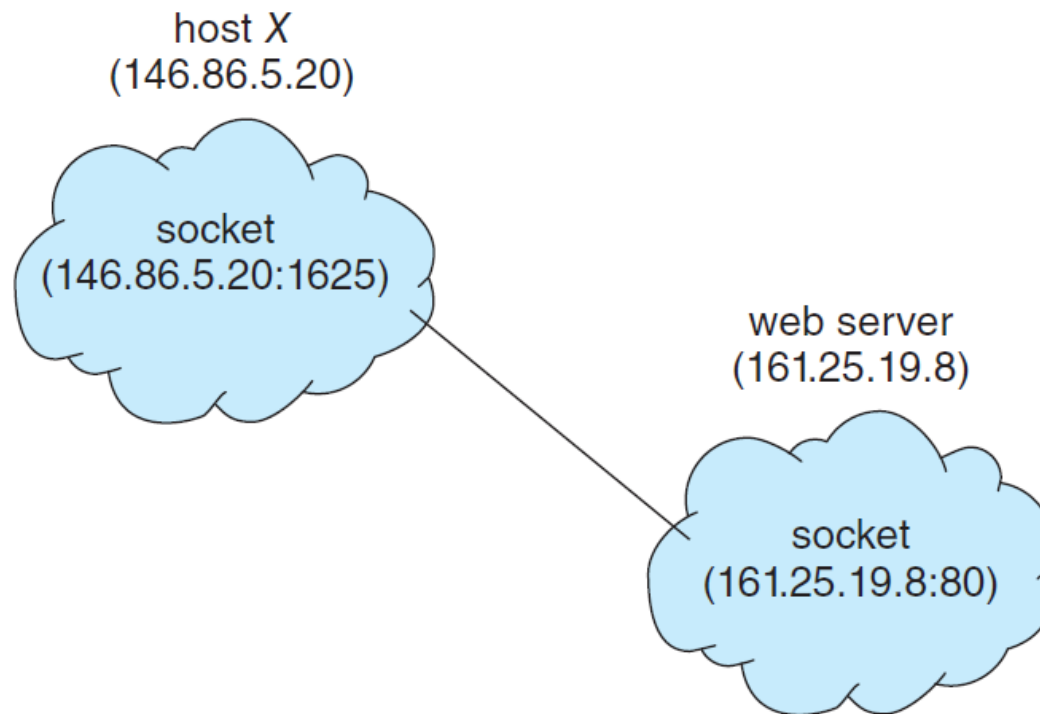 host X
(146.86.5.20)
socket
(146.86.5.20:1625)
web server
(161.25.19.8)
socket
(161.25.19.8:80)